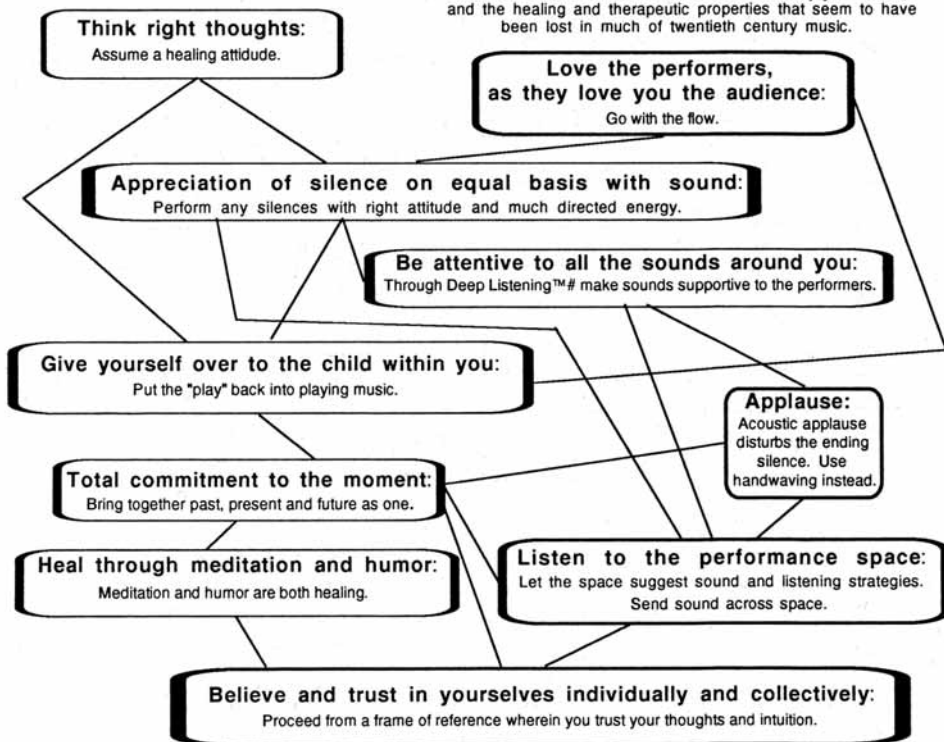 and the healing and therapeutic properties that seem to have
been lost in much of twentieth century music.
Think right thoughts:
Assume a healing attidude.
Love the performers,
as they love you the audience:
Go with the flow.
Appreciation of silence on equal basis with sound:
Perform any silences with right attitude and much directed energy.
Be attentive to all the sounds around you:
Through Deep Listening™# make sounds supportive to the performers.
Give yourself over to the child within you:
Put the "play" back into playing music.
Applause:
Acoustic applause
disturbs the ending
silence. Use
handwaving instead.
Total commitment to the moment:
Bring together past, present and future as one.
Heal through meditation and humor:
Meditation and humor are both healing.
Listen to the performance space:
Let the space suggest sound and listening strategies.
Send sound across space.
Believe and trust in yourselves individually and collectively:
Proceed from a frame of reference wherein you trust your thoughts and intuition.